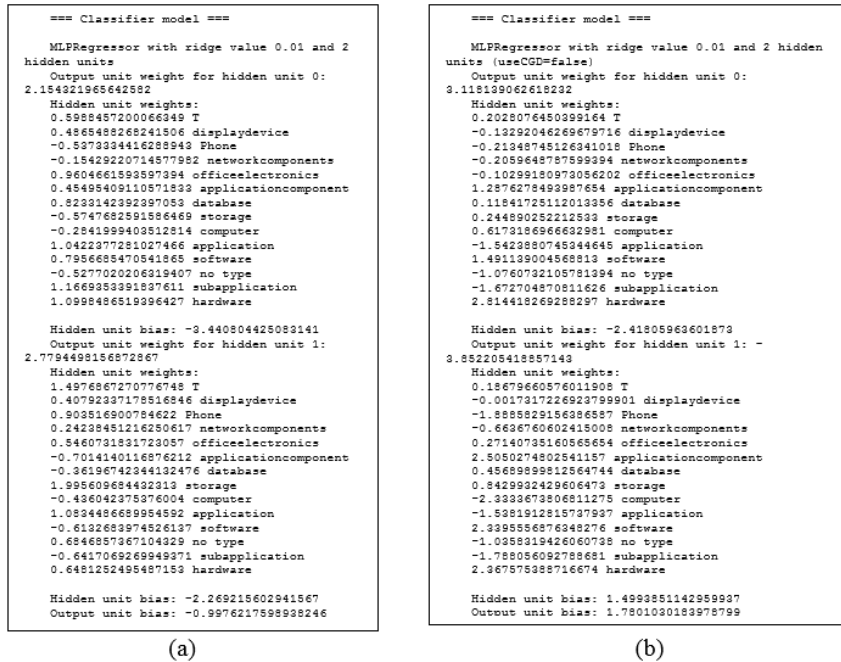 === Classifier model ===
MLPRegressor with ridge value 0.01 and 2
hidden units
Output unit weight for hidden unit 0:
2.154321965642582
Hidden unit weights:
0.5988457200066349 T
0.4865488268241506 displaydevice
-0.5373334416288943 Phone
-0.15429220714577982 networkcomponents
0.9604661593597394 officeelectronics
0.45495409110571833 applicationcomponent
0.8233142392397053 database
-0.5747682591586469 storage
-0.2841999403512814 computer
1.0422377281027466 application
0.7956685470541865 software
-0.5277020206319407 no type
1.1669353391837611 subapplication
1.0998486519396427 hardware
Hidden unit bias: -3.440804425083141
Output unit weight for hidden unit 1:
2.7794498156872867
Hidden unit weights:
1.4976867270776748 T
0.40792337178516846 displaydevice
0.903516900784622 Phone
0.24238451216250617 networkcomponents
0.5460731831723057 officeelectronics
-0.7014140116876212 applicationcomponent
-0.36196742344132476 database
1.995609684432313 storage
-0.436042375376004 computer
1.0834486689954592 application
-0.6132683974526137 software
0.6846857367104329 no type
-0.6417069269949371 subapplication
0.6481252495487153 hardware
Hidden unit bias: -2.269215602941567
Output unit bias: -0.9976217598938246
(a)
=== Classifier model ===
MLPRegressor with ridge value 0.01 and 2 hidden
units (useCGD=false)
Output unit weight for hidden unit 0:
3.118139062618232
Hidden unit weights:
0.2028076450399164 T
-0.13292046269679716 displaydevice
-0.21348745126341018 Phone
-0.2059648787599394 networkcomponents
-0.10299180973056202 officeelectronics
1.2876278493987654 applicationcomponent
0.11841725112013356 database
0.244890252212533 storage
0.6173186966632981 computer
-1.5423880745344645 application
1.491139004568813 software
-1.0760732105781394 no type
-1.672704870811626 subapplication
2.814418269288297 hardware
Hidden unit bias: -2.41805963601873
Output unit weight for hidden unit 1: -
3.852205418857143
Hidden unit weights:
0.18679660576011908 T
-0.0017317226923799901 displaydevice
-1.8885829156386587 Phone
-0.6636760602415008 networkcomponents
0.27140735160565654 officeelectronics
2.5050274802541157 applicationcomponent
0.45689899812564744 database
0.8429932429606473 storage
-2.3333673806811275 computer
-1.5381912815737937 application
2.3395556876348276 software
-1.0358319426060738 no type
-1.788056092788681 subapplication
2.367575388716674 hardware
Hidden unit bias: 1.4993851142959937
Output unit bias: 1.7801030183978799
(b)